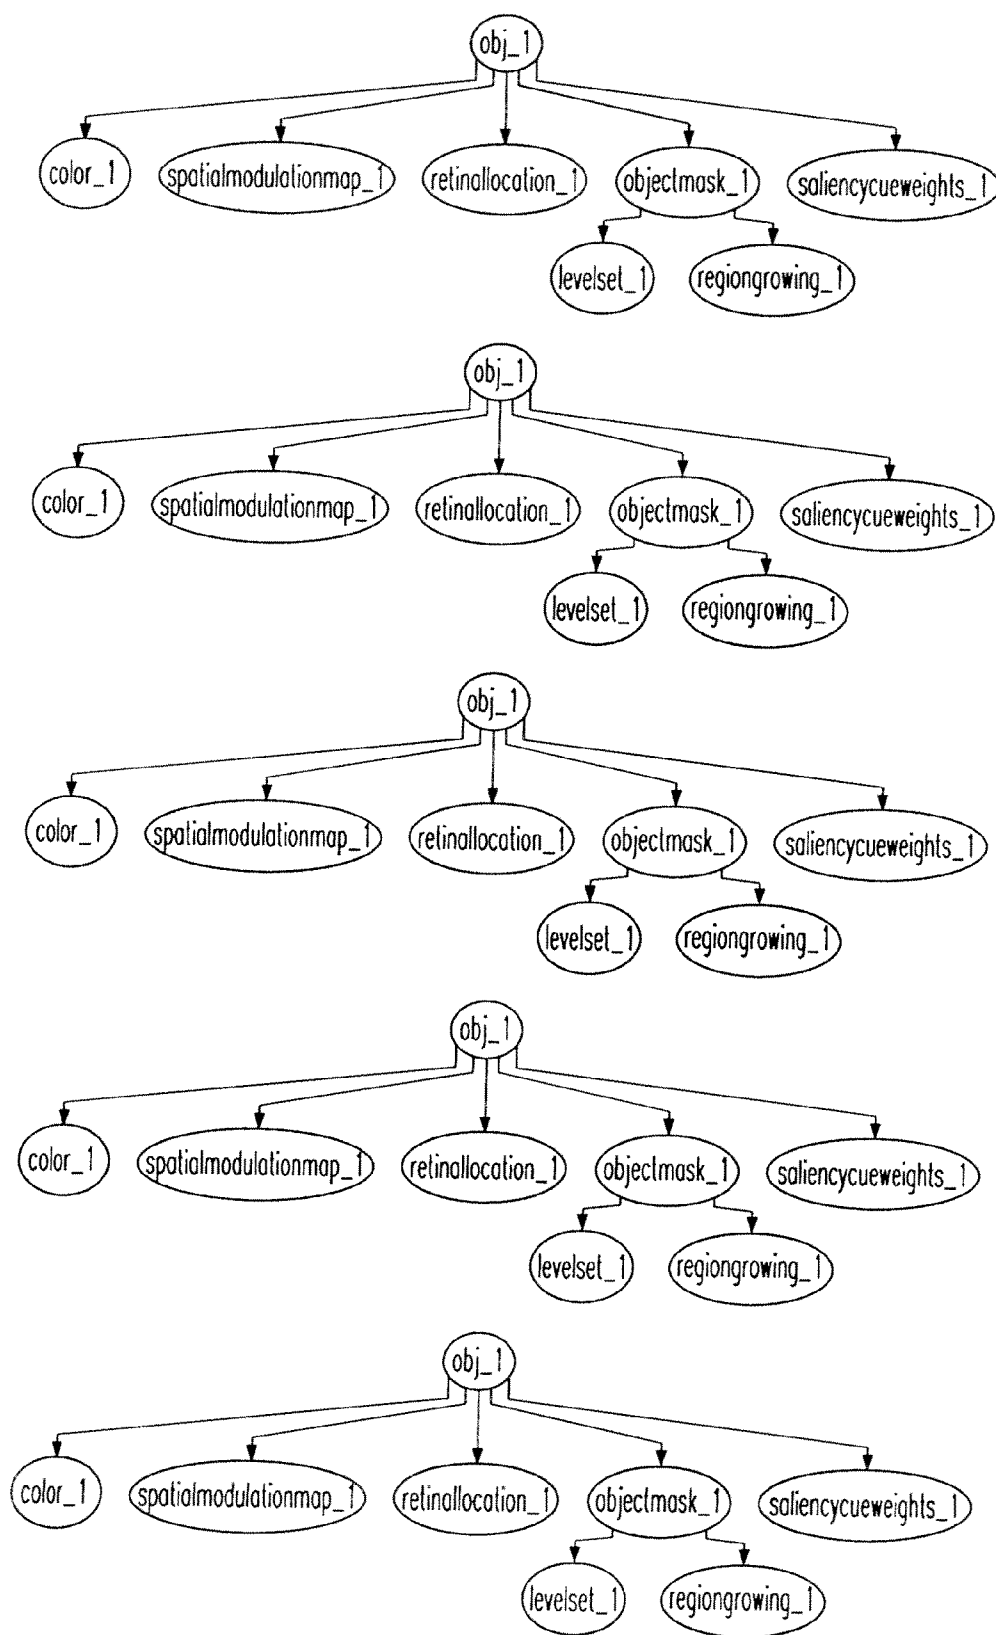 obj_1
color_1
spatialmodulationmap_1
retinallocation_1
objectmask_1
saliencycueweights_1
levelset_1
regiongrowing_1
obj_1
color_1
spatialmodulationmap_1
retinallocation_1
objectmask_1
saliencycueweights_1
levelset_1
regiongrowing_1
obj_1
color_1
spatialmodulationmap_1
retinallocation_1
objectmask_1
saliencycueweights_1
levelset_1
regiongrowing_1
obj_1
color_1
spatialmodulationmap_1
retinallocation_1
objectmask_1
saliencycueweights_1
levelset_1
regiongrowing_1
obj_1
color_1
spatialmodulationmap_1
retinallocation_1
objectmask_1
saliencycueweights_1
levelset_1
regiongrowing_1